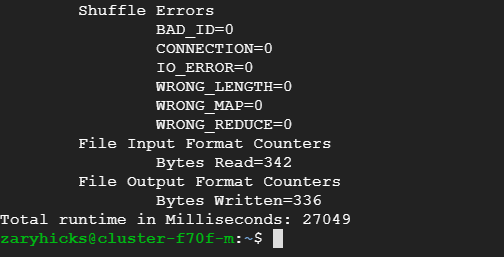 Shuffle Errors
BAD_ID=0
CONNECTION=0
IO_ERROR=0
WRONG_LENGTH=0
WRONG_MAP=0
WRONG_REDUCE=0
File Input Format Counters
Bytes Read=342
File Output Format Counters
Bytes Written=336
Total runtime in Milliseconds: 27049
zaryhicks@cluster-f70f-m:~$